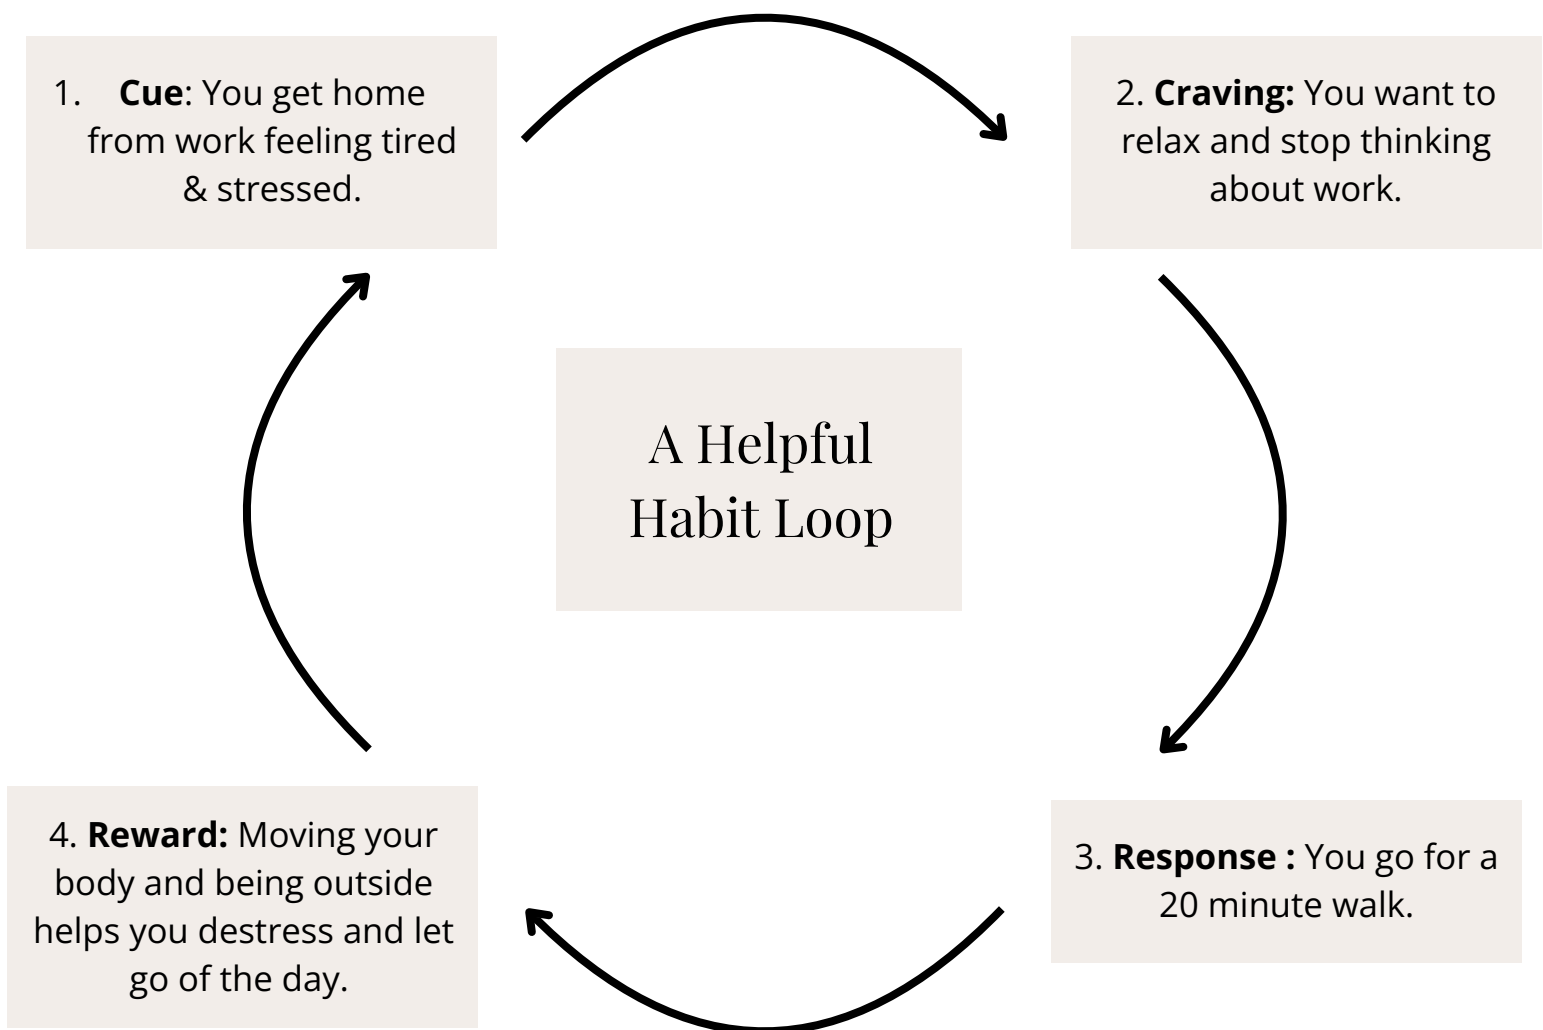 1. Cue: You get home
from work feeling tired
& stressed.
2. Craving: You want to
relax and stop thinking
about work.
A Helpful
Habit Loop
3. Response : You go for a
20 minute walk.
4. Reward: Moving your
body and being outside
helps you destress and let
go of the day.